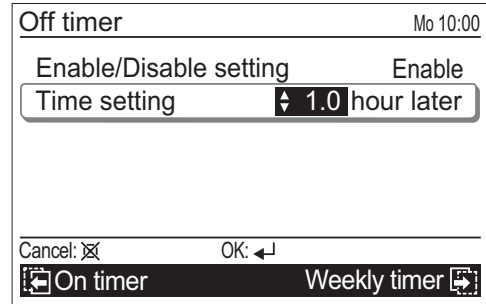 Off timer Mo 10:00
Enable/Disable setting Enable
Time setting 1.0 hour later
Cancel: OK:
On timer Weekly timer